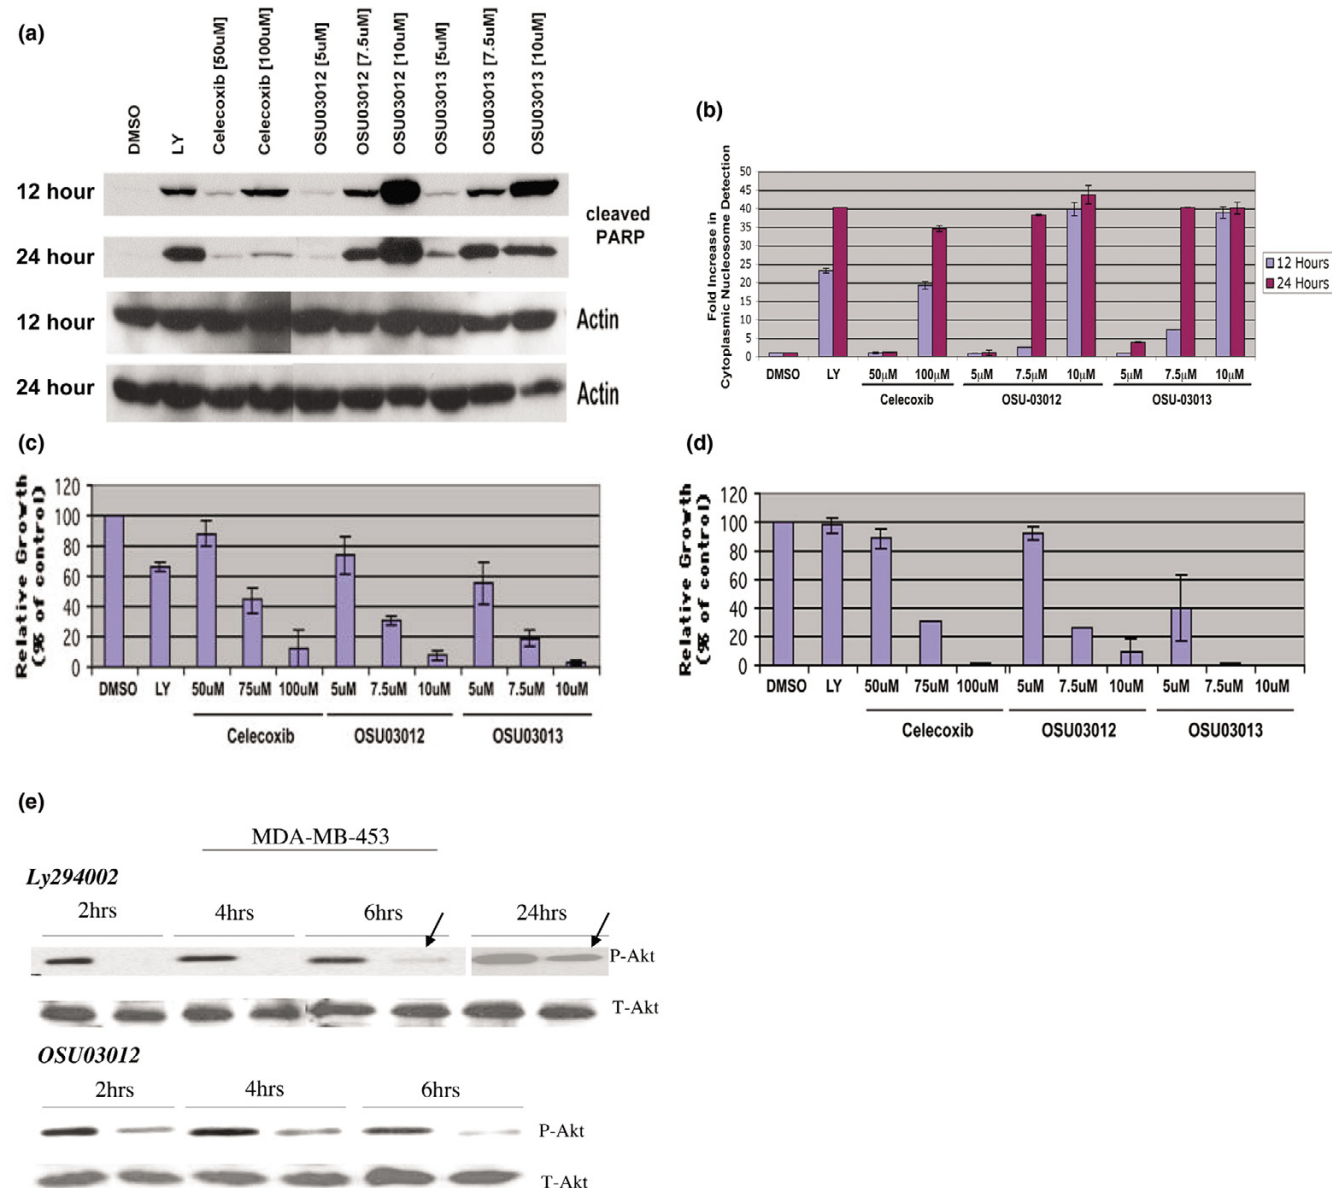 (a)
DMSO
LY
Celecoxib [50uM]
Celecoxib [100uM]
OSU03012 [5uM]
OSU03012 [7.5uM]
OSU03012 [10uM]
OSU03013 [5uM]
OSU03013 [7.5uM]
OSU03013 [10uM]
12 hour
24 hour
cleaved
PARP
12 hour
Actin
24 hour
Actin
(b)
Fold Increase in
Cytoplasmic Nucleosome Detection
50
45
40
35
30
25
20
15
10
5
0
DMSO LY 50μM 100μM 5μM 7.5μM 10μM 5μM 7.5μM 10μM
Celecoxib OSU-03012 OSU-03013
12 Hours
24 Hours
(c)
Relative Growth
(% of control)
120
100
80
60
40
20
0
DMSO LY 50uM 75uM 100uM 5uM 7.5uM 10uM 5uM 7.5uM 10uM
Celecoxib OSU03012 OSU03013
(d)
Relative Growth
(% of control)
120
100
80
60
40
20
0
DMSO LY 50uM 75uM 100uM 5uM 7.5uM 10uM 5uM 7.5uM 10uM
Celecoxib OSU03012 OSU03013
(e)
MDA-MB-453
Ly294002
2hrs 4hrs 6hrs 24hrs
P-Akt
T-Akt
OSU03012
2hrs 4hrs 6hrs
P-Akt
T-Akt